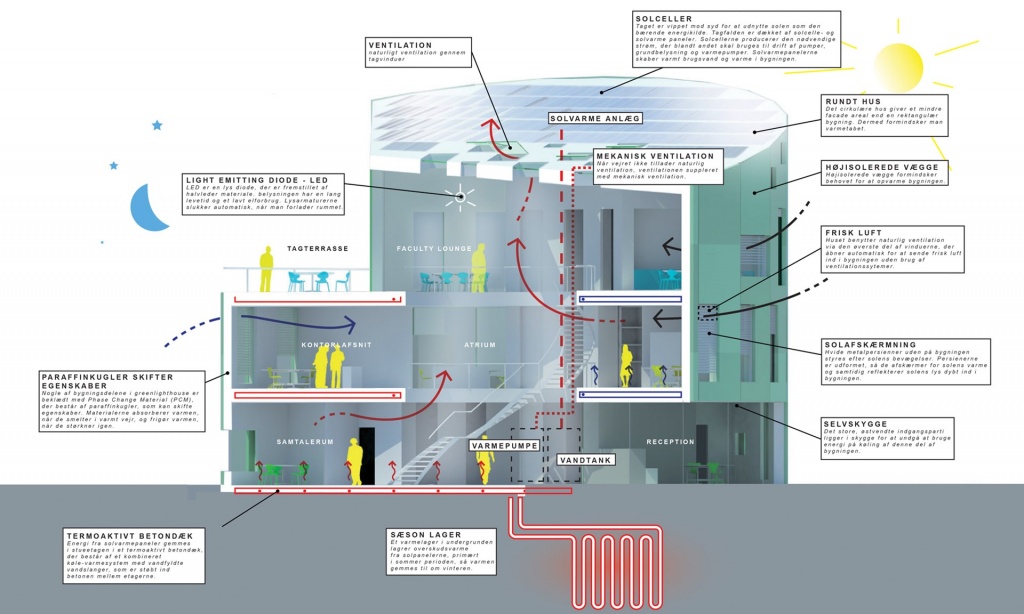 SOLCELLER
Taget er vippet mod syd for at udnytte solen som den
bærende energikilde. Tagfalden er dækket af solcelle- og
solvarme paneler. Solcellerne producerer den nødvendige
strøm, der blandt andet skal bruges til drift af pumper,
grundbelysning og varmepumper. Solvarmepanelerne
skaber varmt brugsvand og varme i bygningen.
VENTILATION
naturligt ventilation gennem
tagvinduer
SOLVARME ANLÆG
RUNDT HUS
Det cirkulære hus giver et mindre
facade areal end en rektangulær
bygning. Dermed formindsker man
varmetabet.
MEKANISK VENTILATION
Når vejret ikke tillader naturlig
ventilation, ventilationen suppleret
med mekanisk ventilation.
HØJISOLEREDE VÆGGE
Højisolerede vægge formindsker
behovet for at opvarme bygningen.
LIGHT EMITTING DIODE - LED
LED er en lys diode, der er fremstillet af
halvleder materiale. belysningen har en lang
levetid og et lavt elforbrug. Lysarmaturerne
slukker automatisk, når man forlader rummet.
FRISK LUFT
Huset benytter naturlig ventilation
via den øverste del af vinduerne, der
åbner automatisk for at sende frisk luft
ind i bygningen uden brug af
ventilationssytemer.
TAGTERRASSE
FACULTY LOUNGE
KONTORLAFSNIT
ATRIUM
SOLAFSKÆRMNING
Hvide metalpersienner uden på bygningen
styres efter solens bevægelser. Persienerne
er udformet, så de afskærmer for solens varme
og samtidig reflekterer solens lys dybt ind i
bygningen.
PARAFFINKUGLER SKIFTER
EGENSKABER
Nogle af bygningsdelene i greenlighthouse er
beklædt med Phase Change Material (PCM),
der består af paraffinkugler, som kan skifte
egenskaber. Materialerne absorberer varmen,
når de smelter i varmt vejr, og frigør varmen,
når de størkner igen.
SELVSKYGGE
Det store, østvendte indgangsparti
ligger i skygge for at undgå at bruge
energi på køling af denne del af
bygningen.
SAMTALERUM
VARMEPUMPE
VANDTANK
RECEPTION
TERMOAKTIVT BETONDÆK
Energi fra solvarmepaneler gemmes
i stueetagen i et termoaktivt betondæk,
der består af et kombineret
køle-varmesystem med vandfyldte
vandslanger, som er støbt ind i
betonen mellem etagerne.
SÆSON LAGER
Et varmelager i undergrunden
lagrer overskudsvarme
fra solpanelerne, primært
i sommer perioden, så varmen
gemmes til om vinteren.